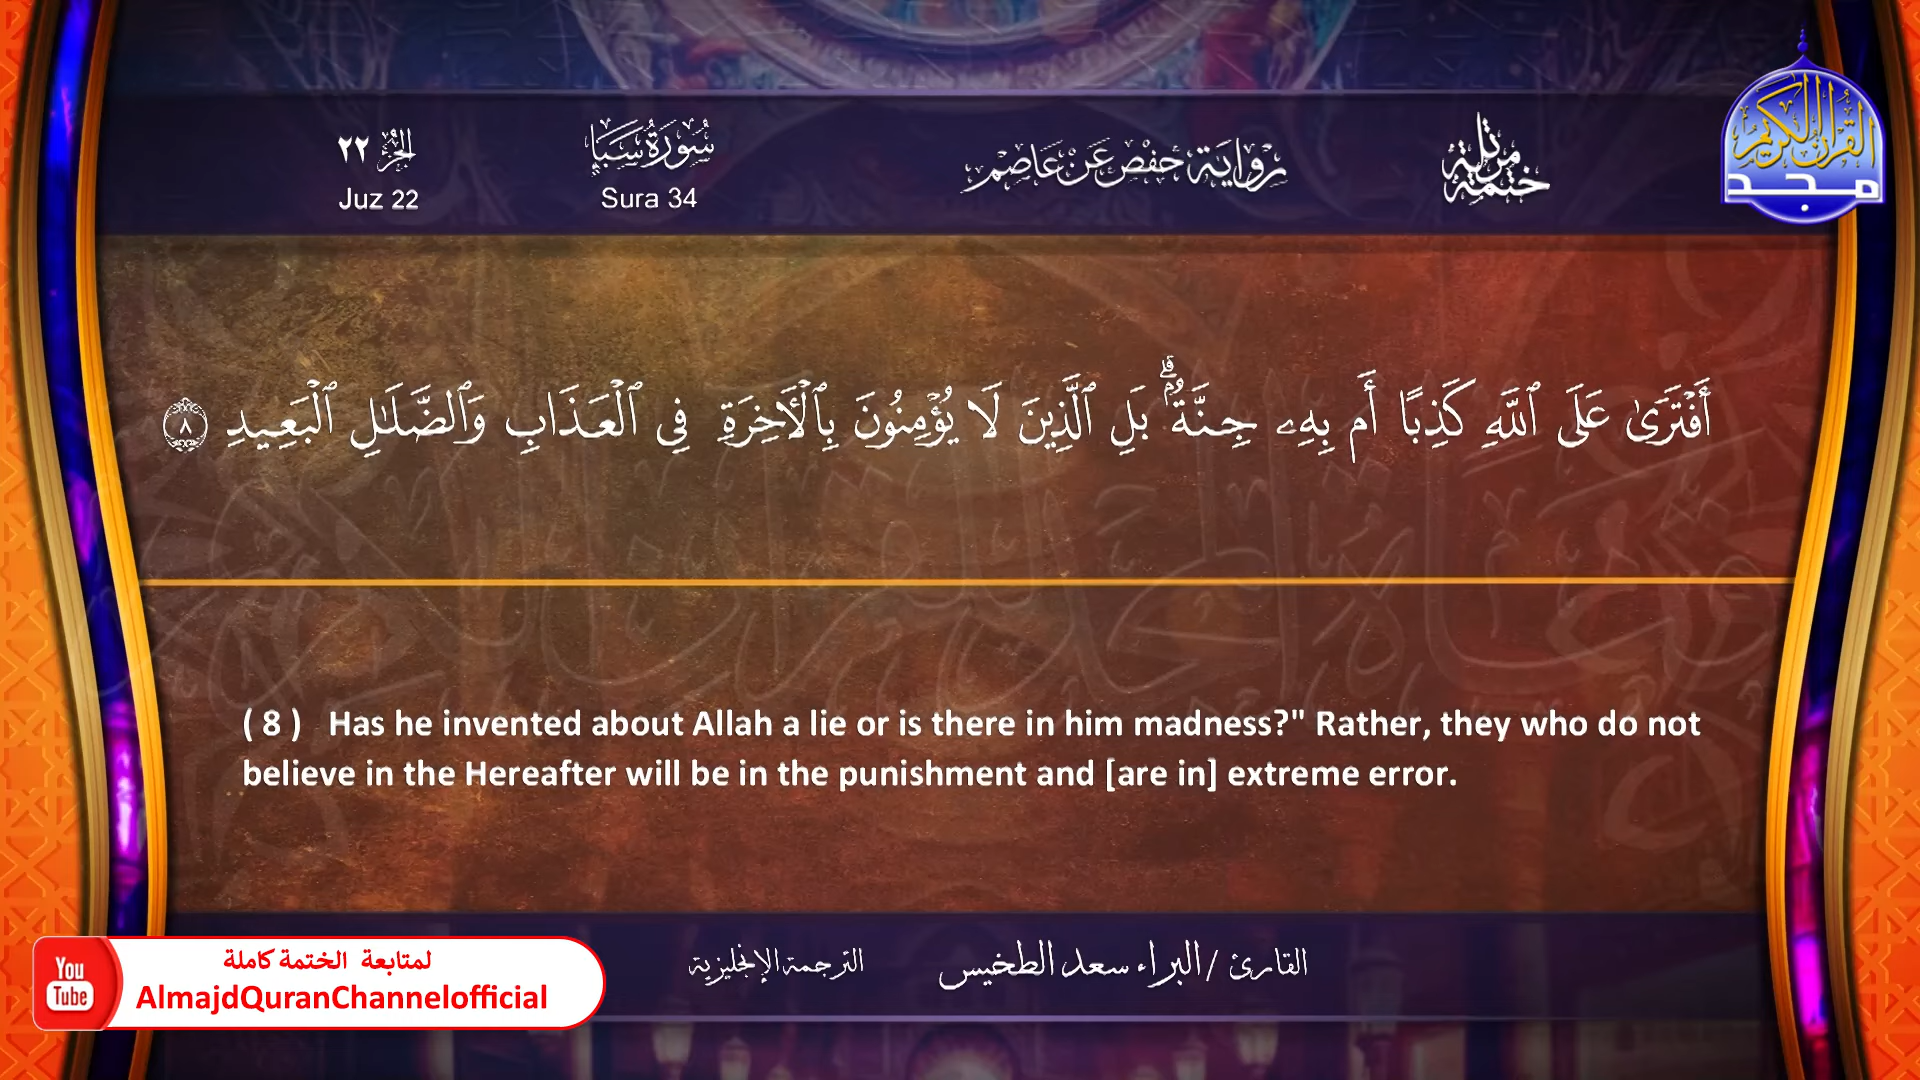 الجزء ٢٢
Juz 22
سُورَةُ سَبَإٍ
Sura 34
رواية حفص عن عاصم
ختمة مرتلة
القرآن الكريم
مجد
أَفۡتَرَىٰ عَلَى ٱللَّهِ كَذِبًا أَم بِهِۦ جِنَّةُۢۗ بَلِ ٱلَّذِينَ لَا يُؤۡمِنُونَ بِٱلۡأٓخِرَةِ فِي ٱلۡعَذَابِ وَٱلضَّلَٰلِ ٱلۡبَعِيدِ ٨
( 8 ) Has he invented about Allah a lie or is there in him madness?" Rather, they who do not
believe in the Hereafter will be in the punishment and [are in] extreme error.
القارئ / البراء سعد الطخيس
الترجمة الإنجليزية
You
Tube
لمتابعة الختمة كاملة
AlmajdQuranChannelofficial